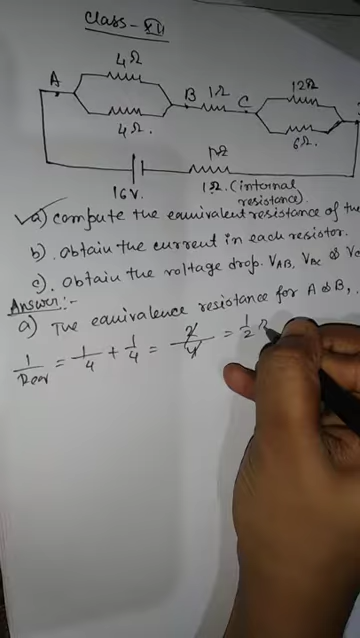 Class-XII
4Ω
A
B 1Ω C
12Ω
4Ω.
6Ω.
1Ω
16V.
1Ω. (internal
resistance).
a) compute the equivalent resistance of the
b). obtain the current in each resistor.
c). obtain the voltage drop. VAB, VBC &
Answer:-
a) The equivalence resistance for A & B,
1/Reqv = 1/4 + 1/4 = 2/4 = 1/2 Ω